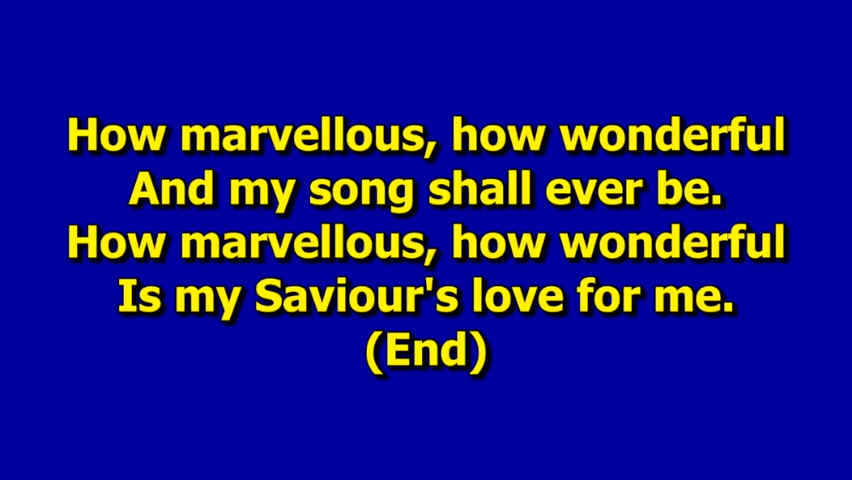 How marvellous, how wonderful
And my song shall ever be.
How marvellous, how wonderful
Is my Saviour's love for me.
(End)